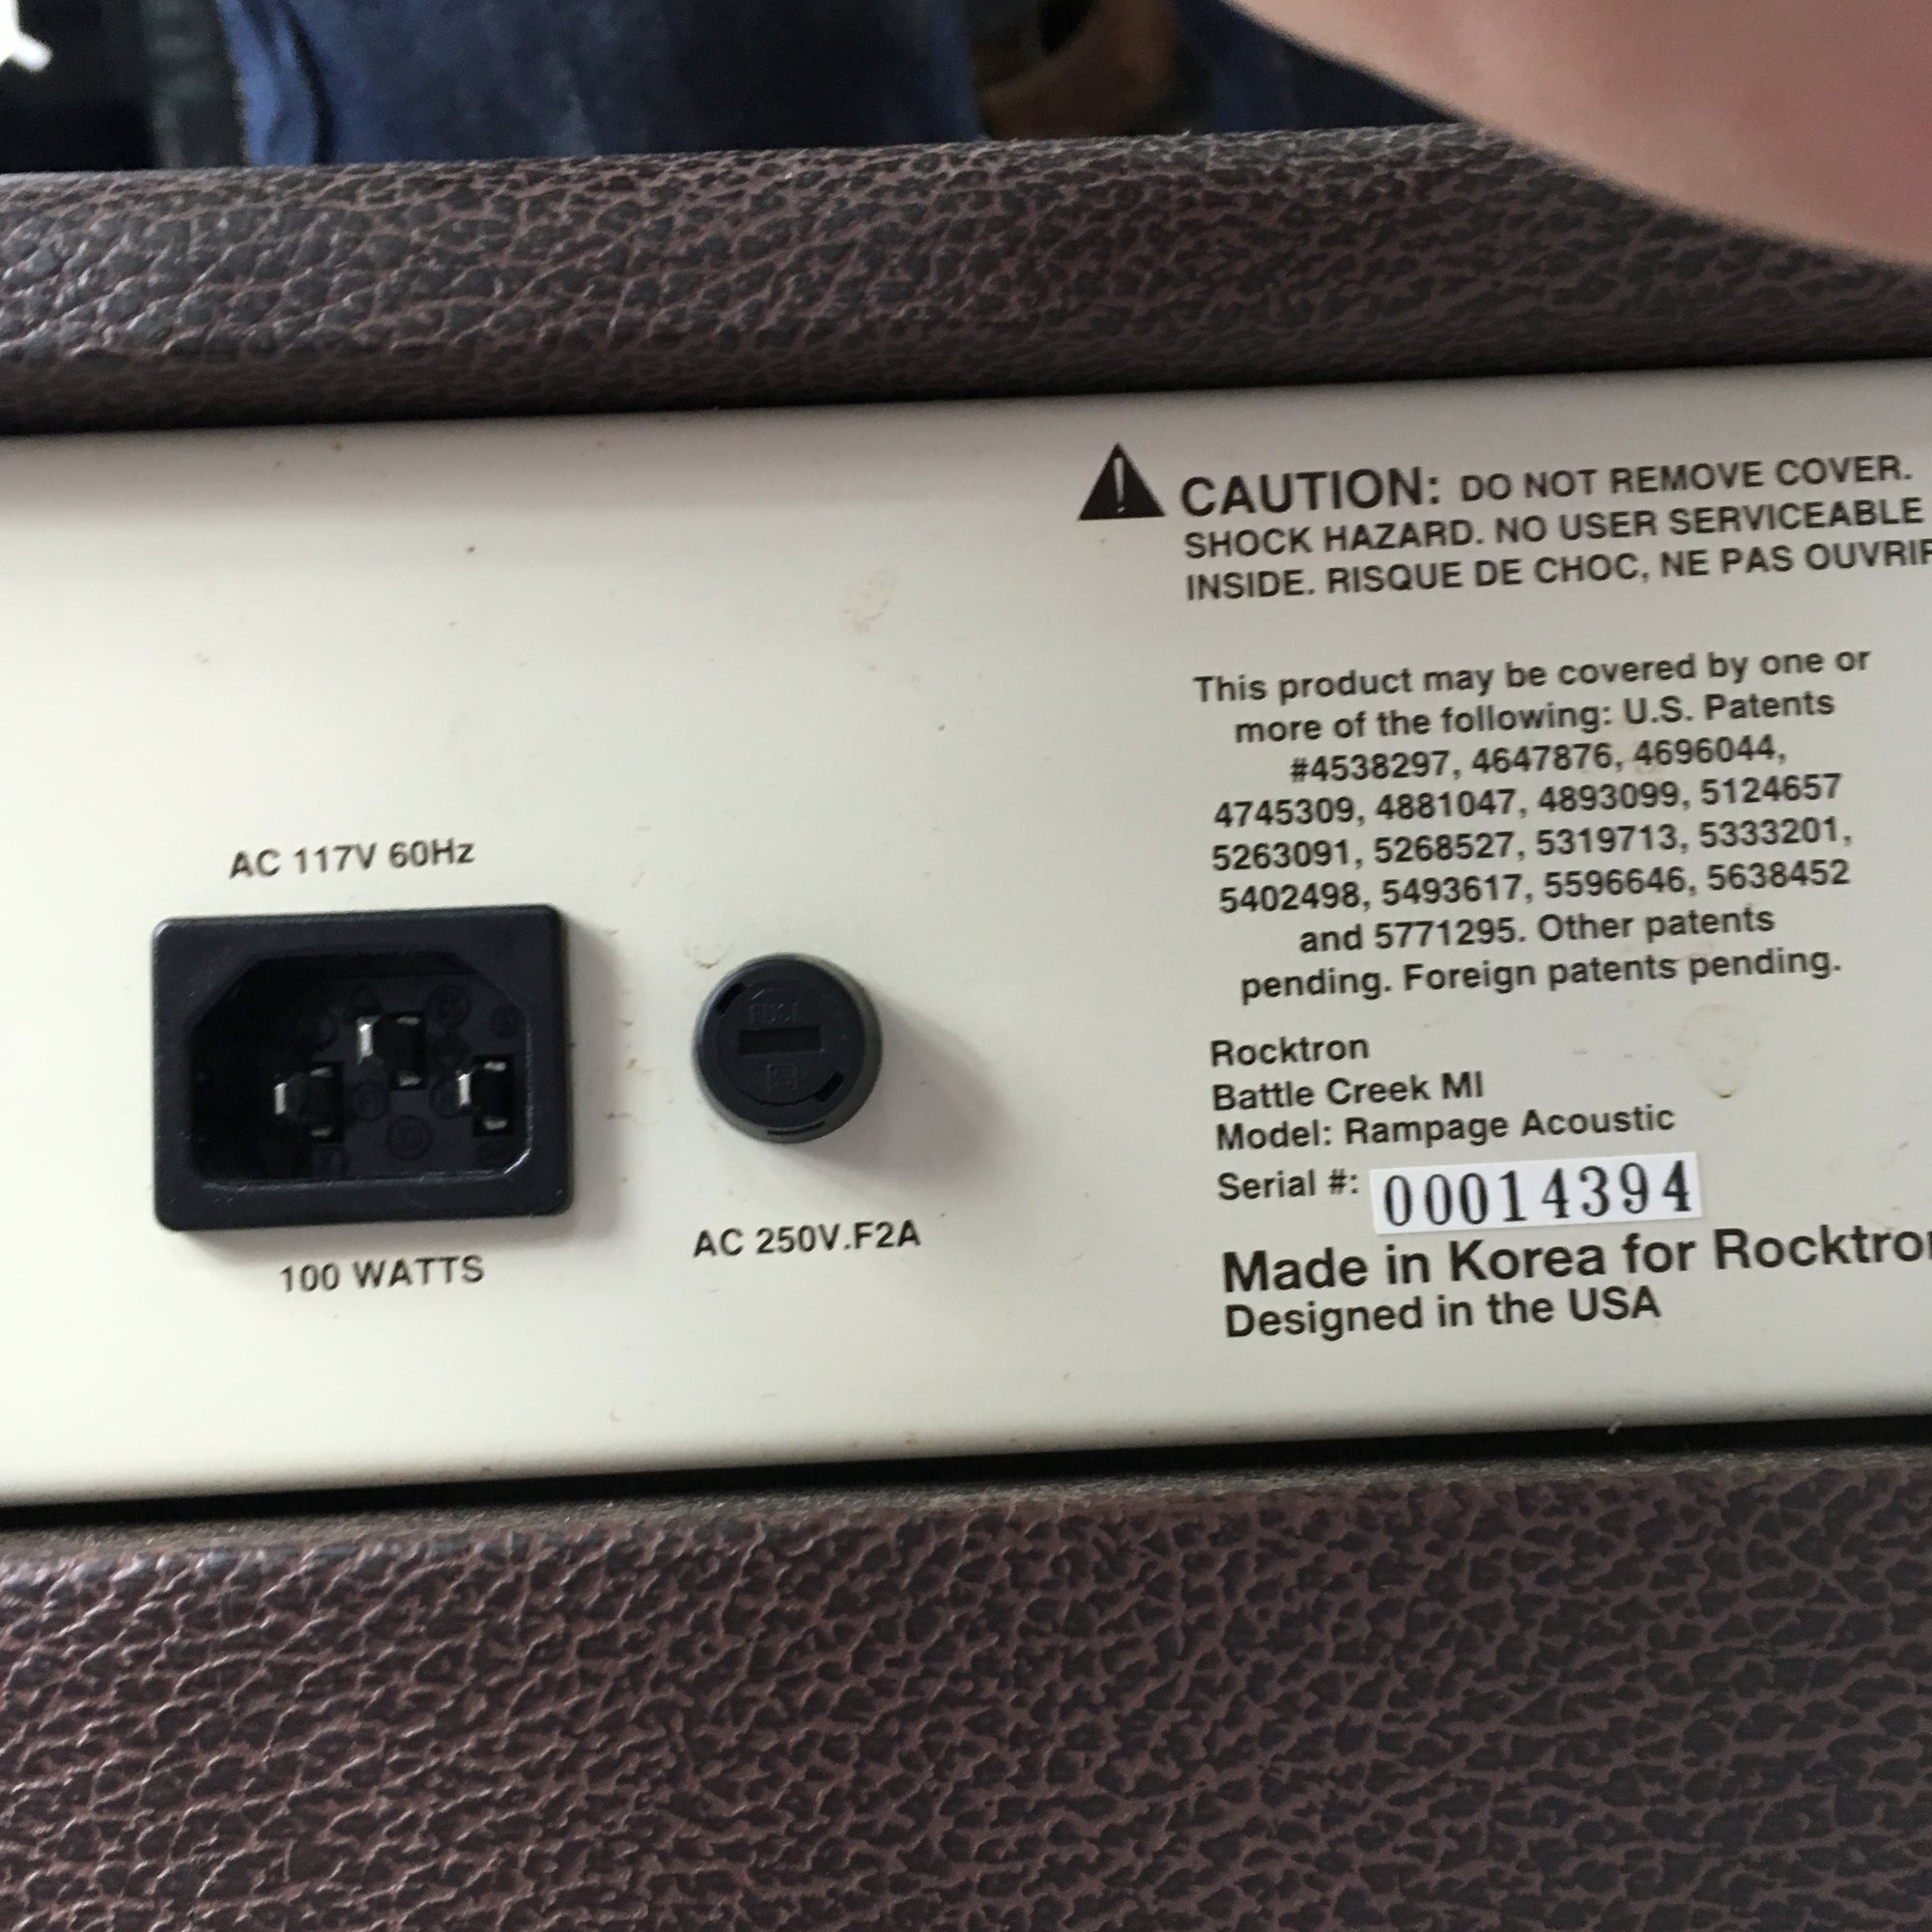 CAUTION: DO NOT REMOVE COVER.
SHOCK HAZARD. NO USER SERVICEABLE
INSIDE. RISQUE DE CHOC, NE PAS
This product may be covered by one or
more of the following: U.S. Patents
#4538297, 4647876, 4696044,
4745309, 4881047, 4893099, 5124657
5263091, 5268527, 5319713, 5333201,
5402498, 5493617, 5596646, 5638452
and 5771295. Other patents
pending. Foreign patents pending.
Rocktron
Battle Creek MI
Model: Rampage Acoustic
Serial #: 00014394
Made in Korea for
Designed in the USA
AC 117V 60Hz
100 WATTS
FUSE
AC 250V.F2A